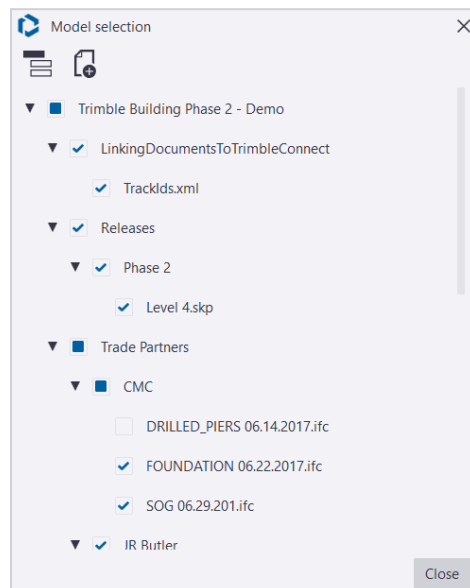 Model selection
Trimble Building Phase 2 - Demo
LinkingDocumentsToTrimbleConnect
TrackIds.xml
Releases
Phase 2
Level 4.skp
Trade Partners
CMC
DRILLED_PIERS 06.14.2017.ifc
FOUNDATION 06.22.2017.ifc
SOG 06.29.201.ifc
JR Butler
Close